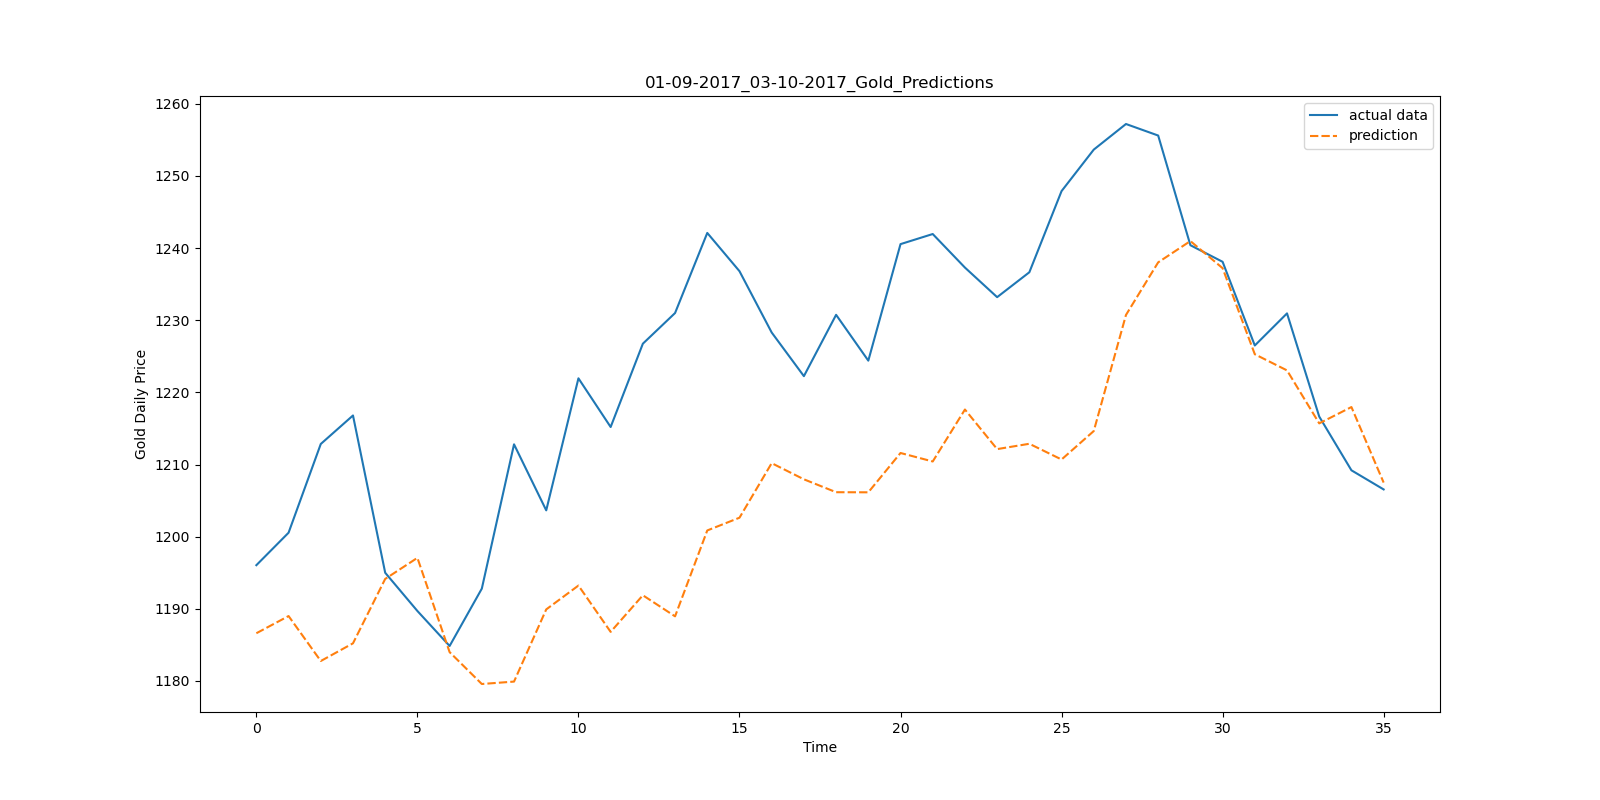 01-09-2017_03-10-2017_Gold_Predictions
actual data
prediction
Gold Daily Price
1260
1250
1240
1230
1220
1210
1200
1190
1180
0 5 10 15 20 25 30 35
Time